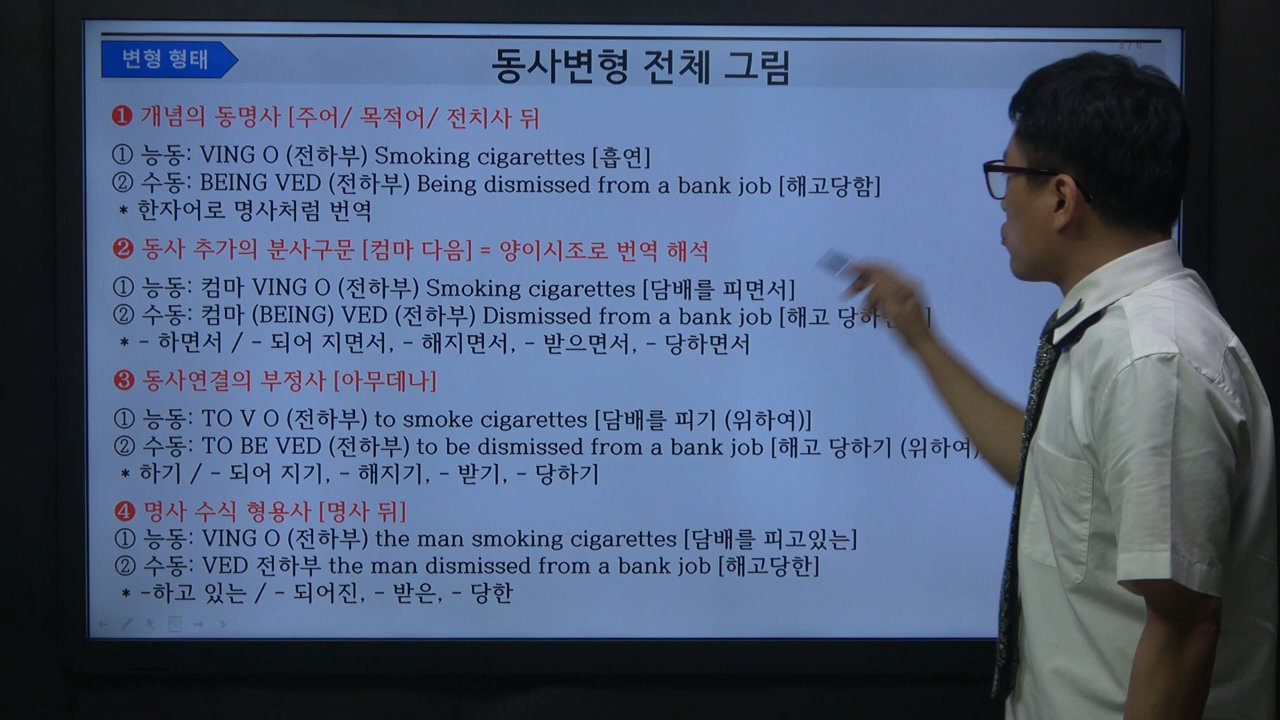 변형 형태
동사변형 전체 그림
❶ 개념의 동명사 [주어/ 목적어/ 전치사 뒤
① 능동: VING O (전하부) Smoking cigarettes [흡연]
② 수동: BEING VED (전하부) Being dismissed from a bank job [해고당함]
* 한자어로 명사처럼 번역
❷ 동사 추가의 분사구문 [컴마 다음] = 양이시조로 번역 해석
① 능동: 컴마 VING O (전하부) Smoking cigarettes [담배를 피면서]
② 수동: 컴마 (BEING) VED (전하부) Dismissed from a bank job [해고
* - 하면서 / - 되어 지면서, - 해지면서, - 받으면서, - 당하면서
❸ 동사연결의 부정사 [아무데나]
① 능동: TO V O (전하부) to smoke cigarettes [담배를 피기 (위하여)]
② 수동: TO BE VED (전하부) to be dismissed from a bank job [해고 당하기 (위하여)
* 하기 / - 되어 지기, - 해지기, - 받기, - 당하기
❹ 명사 수식 형용사 [명사 뒤]
① 능동: VING O (전하부) the man smoking cigarettes [담배를 피고있는]
② 수동: VED 전하부 the man dismissed from a bank job [해고당한]
* -하고 있는 / - 되어진, - 받은, - 당한